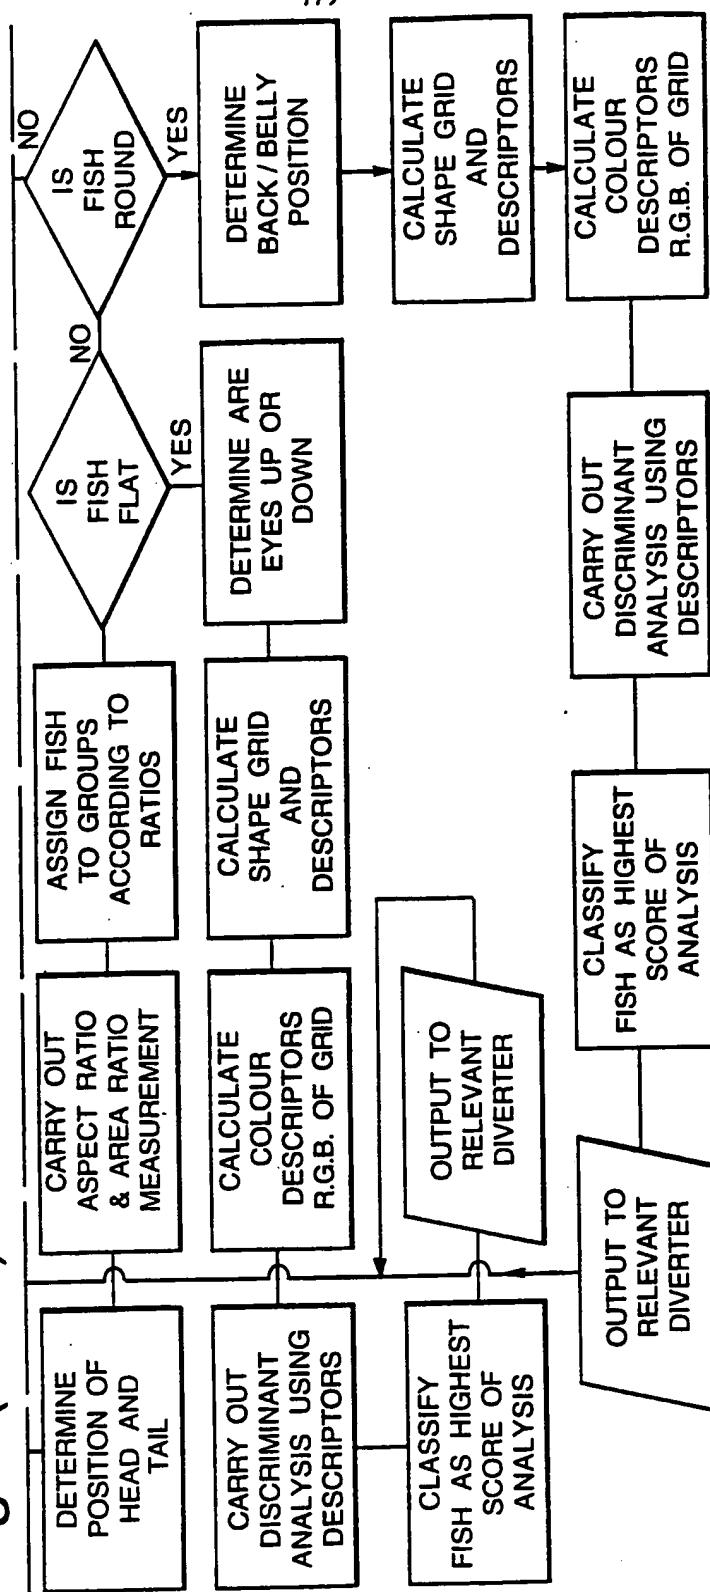 DETERMINE
POSITION OF
HEAD AND
TAIL
CARRY OUT
ASPECT RATIO
& AREA RATIO
MEASUREMENT
ASSIGN FISH
TO GROUPS
ACCORDING TO
RATIOS
IS
FISH
FLAT
NO
YES
IS
FISH
ROUND
NO
YES
CARRY OUT
DISCRIMINANT
ANALYSIS USING
DESCRIPTORS
CALCULATE
COLOUR
DESCRIPTORS
R.G.B. OF GRID
CALCULATE
SHAPE GRID
AND
DESCRIPTORS
DETERMINE ARE
EYES UP OR
DOWN
DETERMINE
BACK/BELLY
POSITION
CLASSIFY
FISH AS HIGHEST
SCORE OF
ANALYSIS
OUTPUT TO
RELEVANT
DIVERTER
CALCULATE
SHAPE GRID
AND
DESCRIPTORS
OUTPUT TO
RELEVANT
DIVERTER
CLASSIFY
FISH AS HIGHEST
SCORE OF
ANALYSIS
CARRY OUT
DISCRIMINANT
ANALYSIS USING
DESCRIPTORS
CALCULATE
COLOUR
DESCRIPTORS
R.G.B. OF GRID